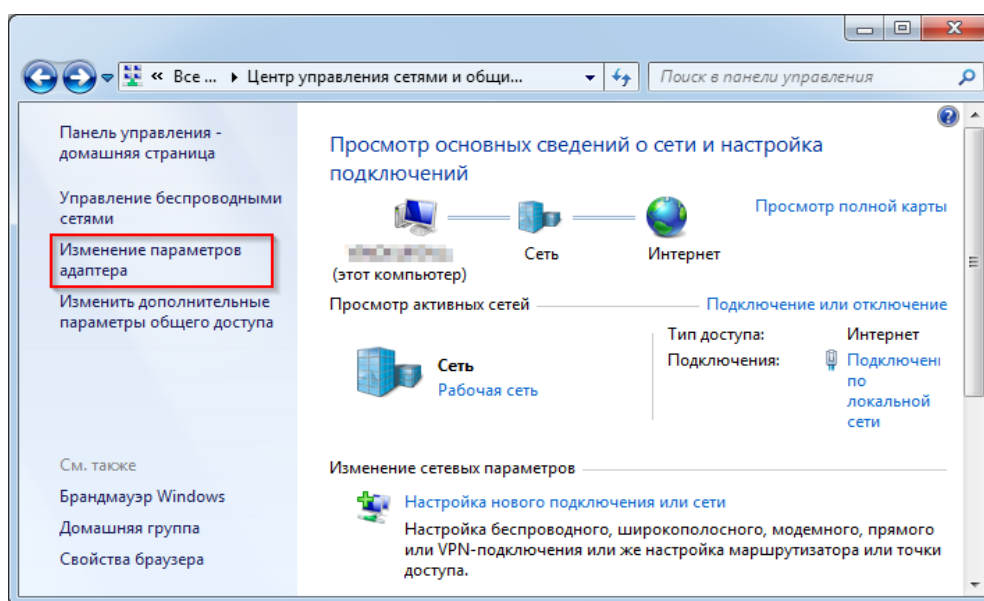 « Все ... ▸ Центр управления сетями и общи...
Поиск в панели управления
Панель управления -
домашняя страница
Управление беспроводными
сетями
Изменение параметров
адаптера
Изменить дополнительные
параметры общего доступа
См. также
Брандмауэр Windows
Домашняя группа
Свойства браузера
Просмотр основных сведений о сети и настройка
подключений
Просмотр полной карты
(этот компьютер)
Сеть
Интернет
Просмотр активных сетей
Подключение или отключение
Сеть
Рабочая сеть
Тип доступа: Интернет
Подключения: Подключени
по
локальной
сети
Изменение сетевых параметров
Настройка нового подключения или сети
Настройка беспроводного, широкополосного, модемного, прямого
или VPN-подключения или же настройка маршрутизатора или точки
доступа.